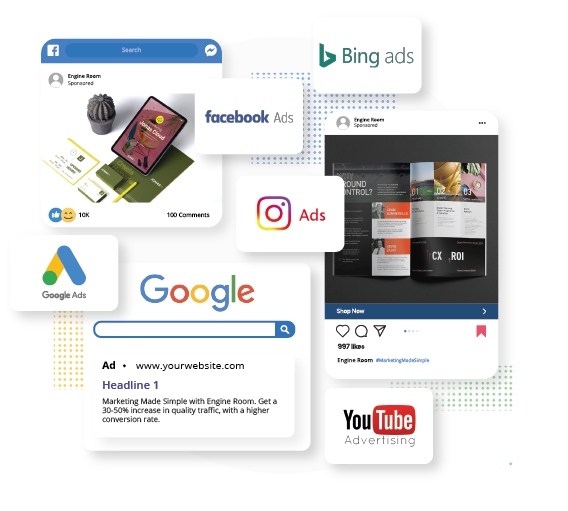 Search
Engine Room
Sponsored
10K
100 Comments
facebook Ads
Bing ads
Engine Room
Sponsored
ROUND
CONTROL?
01
02
03
CX
ROI
Shop Now
997 likes
Engine Room #MarketingMadeSimple
Ads
Google Ads
Google
Ad • www.yourwebsite.com
Headline 1
Marketing Made Simple with Engine Room. Get a
30-50% increase in quality traffic, with a higher
conversion rate.
YouTube
Advertising